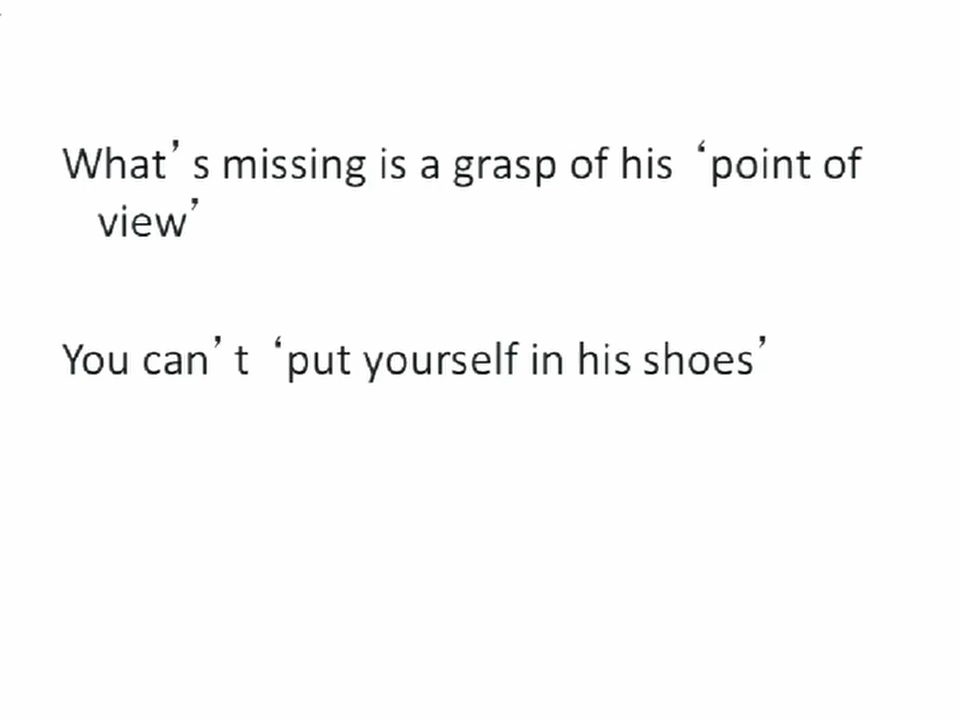 What’s missing is a grasp of his ‘point of
view’
You can’t ‘put yourself in his shoes’